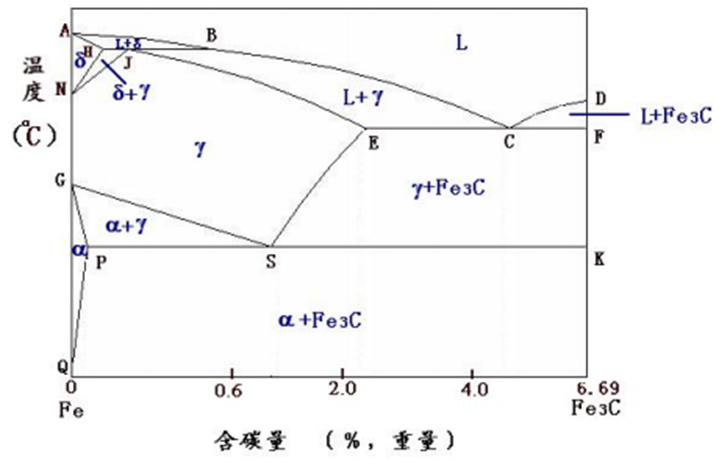 A
B
L
L+δ
H
δ
J
温
度
(℃)
N
δ+γ
L+γ
D
L+Fe3C
E
C
F
γ
γ+Fe3C
G
α+γ
α
P
S
K
α+Fe3C
Q
0 0.6 2.0 4.0 6.69
Fe Fe3C
含碳量 (%,重量)